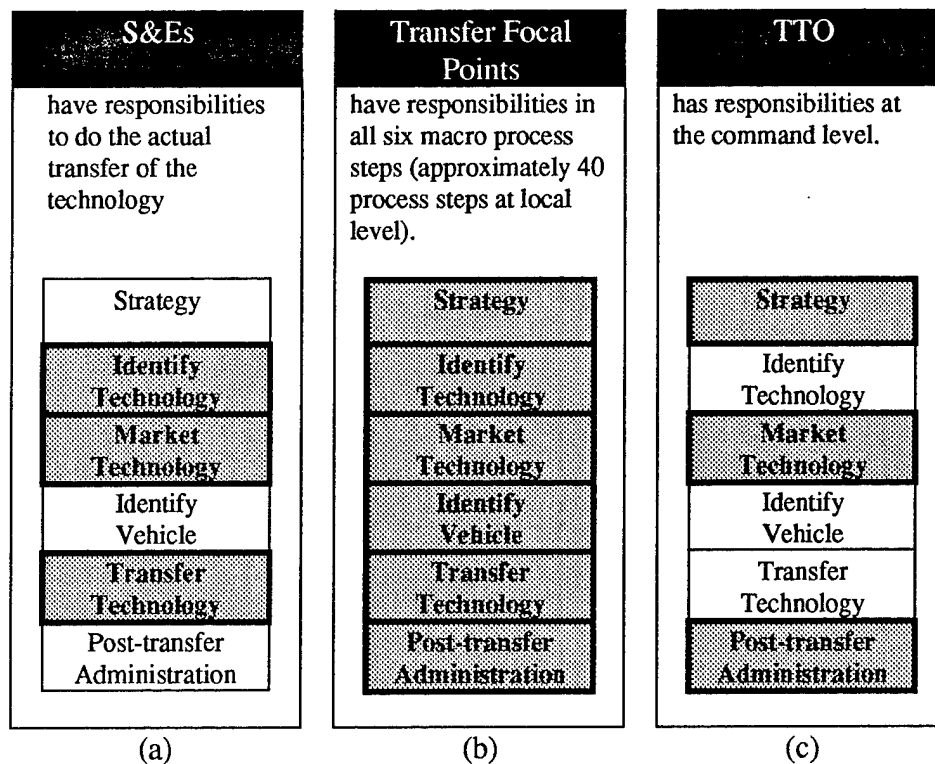 S&Es
have responsibilities
to do the actual
transfer of the
technology
Strategy
Identify
Technology
Market
Technology
Identify
Vehicle
Transfer
Technology
Post-transfer
Administration
(a)
Transfer Focal
Points
have responsibilities in
all six macro process
steps (approximately 40
process steps at local
level).
Strategy
Identify
Technology
Market
Technology
Identify
Vehicle
Transfer
Technology
Post-transfer
Administration
(b)
TTO
has responsibilities at
the command level.
Strategy
Identify
Technology
Market
Technology
Identify
Vehicle
Transfer
Technology
Post-transfer
Administration
(c)